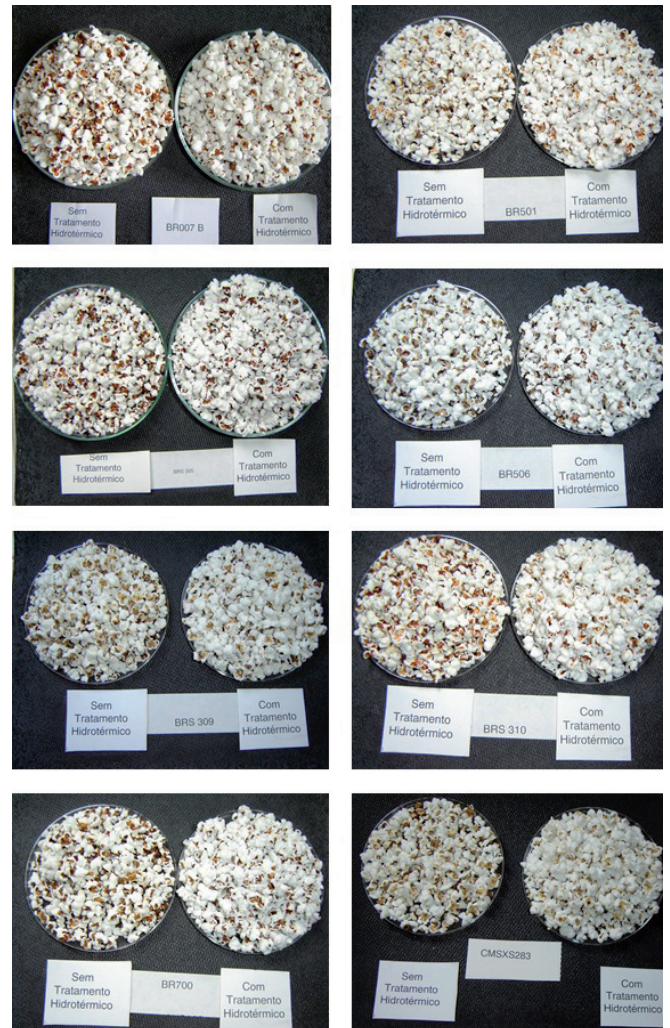 Sem
Tratamento
Hidrotérmico
BR007 B
Com
Tratamento
Hidrotérmico
Sem
Tratamento
Hidrotérmico
BR501
Com
Tratamento
Hidrotérmico
Sem
Tratamento
Hidrotérmico
BRS
Com
Tratamento
Hidrotérmico
Sem
Tratamento
Hidrotérmico
BR506
Com
Tratamento
Hidrotérmico
Sem
Tratamento
Hidrotérmico
BRS 309
Com
Tratamento
Hidrotérmico
Sem
Tratamento
Hidrotérmico
BRS 310
Com
Tratamento
Hidrotérmico
Sem
Tratamento
Hidrotérmico
BR700
Com
Tratamento
Hidrotérmico
Sem
Tratamento
Hidrotérmico
CMSXS283
Com
Tratamento
Hidrotérmico